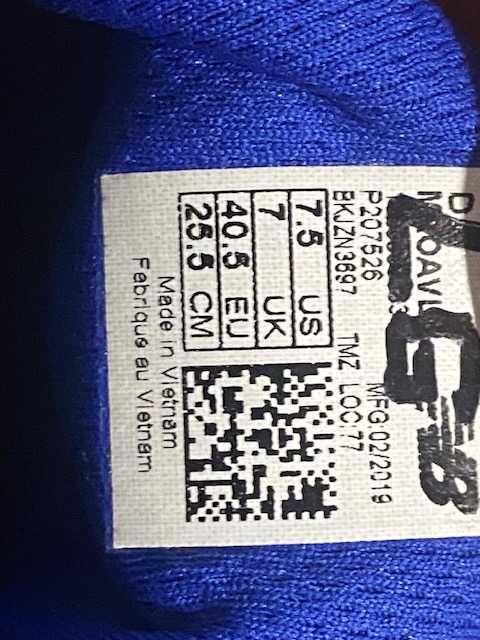 P207526 MFG:02/2019
BKJZN3697 TMZ LOC:77
7.5 US
7 UK
40.5 EU
25.5 CM
Made in Vietnam
Fabrique au Vietnam